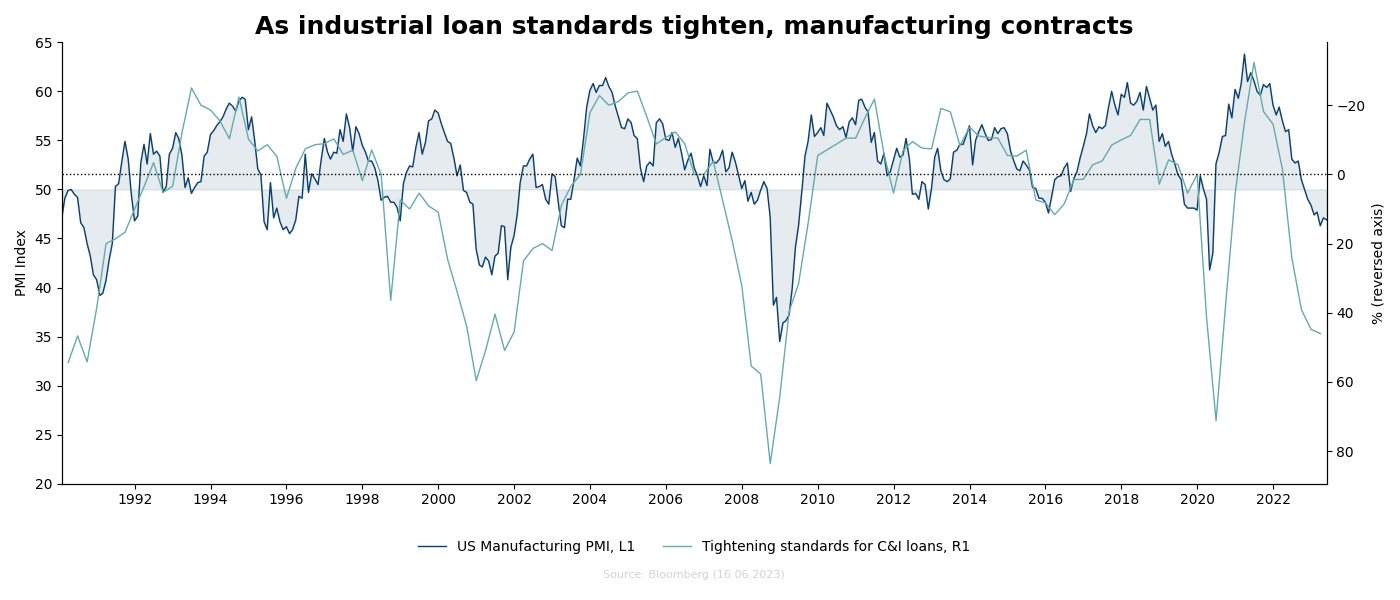 As industrial loan standards tighten, manufacturing contracts
65
60
55
50
45
40
35
30
25
20
PMI Index
−20
0
20
40
60
80
% (reversed axis)
1992 1994 1996 1998 2000 2002 2004 2006 2008 2010 2012 2014 2016 2018 2020 2022
US Manufacturing PMI, L1 Tightening standards for C&I loans, R1
Source: Bloomberg (16.06.2023)